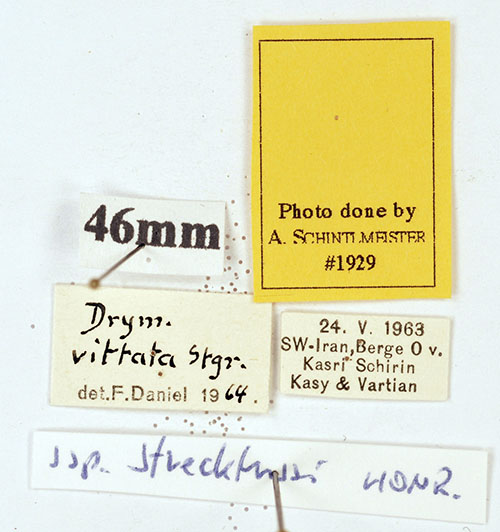 Photo done by
A. SCHINTLMEISTER
#1929
46mm
Drym.
vittata Stgr.
det.F.Daniel 1964.
24. V. 1963
SW-Iran,Berge O v.
Kasri Schirin
Kasy & Vartian
ssp. streckfussi HONR.